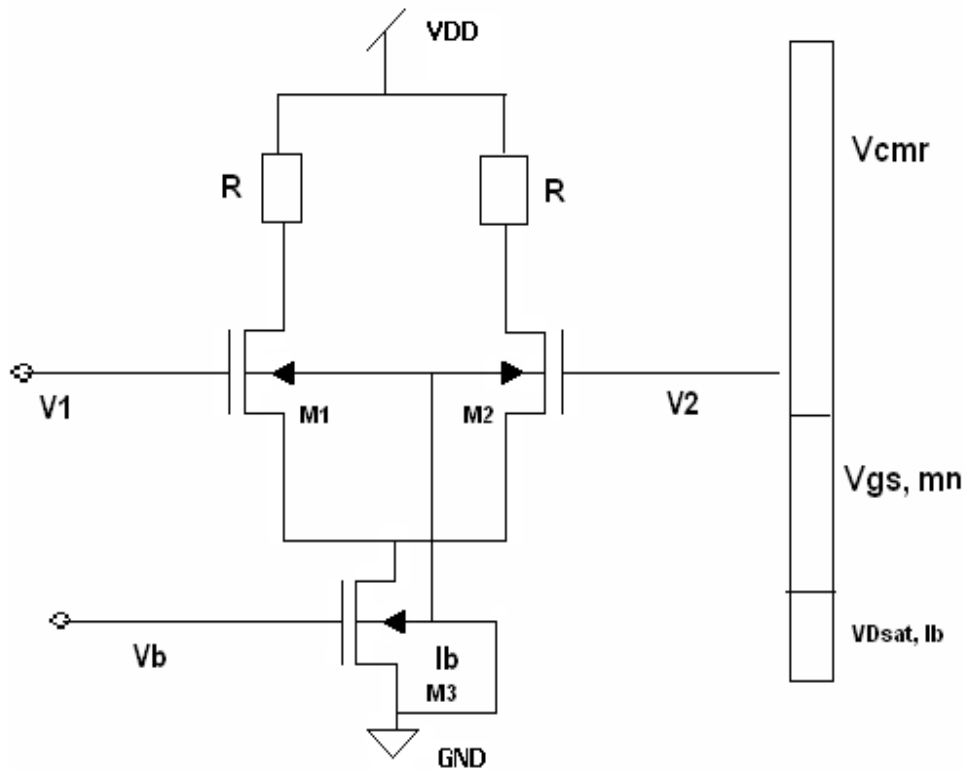 VDD
Vcmr
R
R
V1
M1
M2
V2
Vgs, mn
Vb
Ib
M3
VDsat, Ib
GND